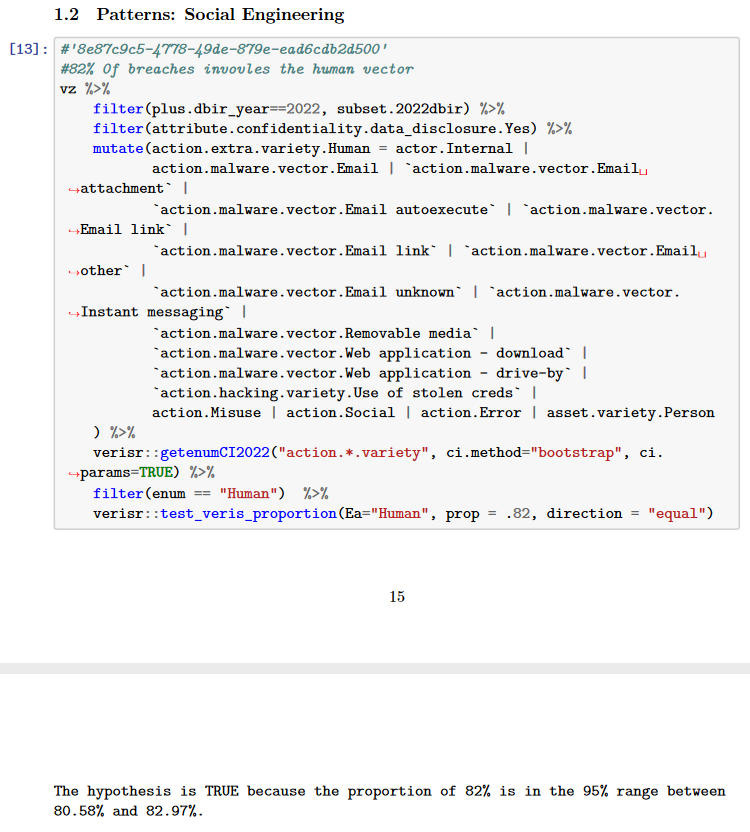 1.2 Patterns: Social Engineering
[13]: #'8e87c9c5-4778-49de-879e-ead6cdb2d500'
#82% Of breaches invovles the human vector
vz %>%
filter(plus.dbir_year==2022, subset.2022dbir) %>%
filter(attribute.confidentiality.data_disclosure.Yes) %>%
mutate(action.extra.variety.Human = actor.Internal |
action.malware.vector.Email | `action.malware.vector.Email␣
↪attachment` |
`action.malware.vector.Email autoexecute` | `action.malware.vector.
↪Email link` |
`action.malware.vector.Email link` | `action.malware.vector.Email␣
↪other` |
`action.malware.vector.Email unknown` | `action.malware.vector.
↪Instant messaging` |
`action.malware.vector.Removable media` |
`action.malware.vector.Web application - download` |
`action.malware.vector.Web application - drive-by` |
`action.hacking.variety.Use of stolen creds` |
action.Misuse | action.Social | action.Error | asset.variety.Person
) %>%
verisr::getenumCI2022("action.*.variety", ci.method="bootstrap", ci.
↪params=TRUE) %>%
filter(enum == "Human") %>%
verisr::test_veris_proportion(Ea="Human", prop = .82, direction = "equal")
15
The hypothesis is TRUE because the proportion of 82% is in the 95% range between
80.58% and 82.97%.